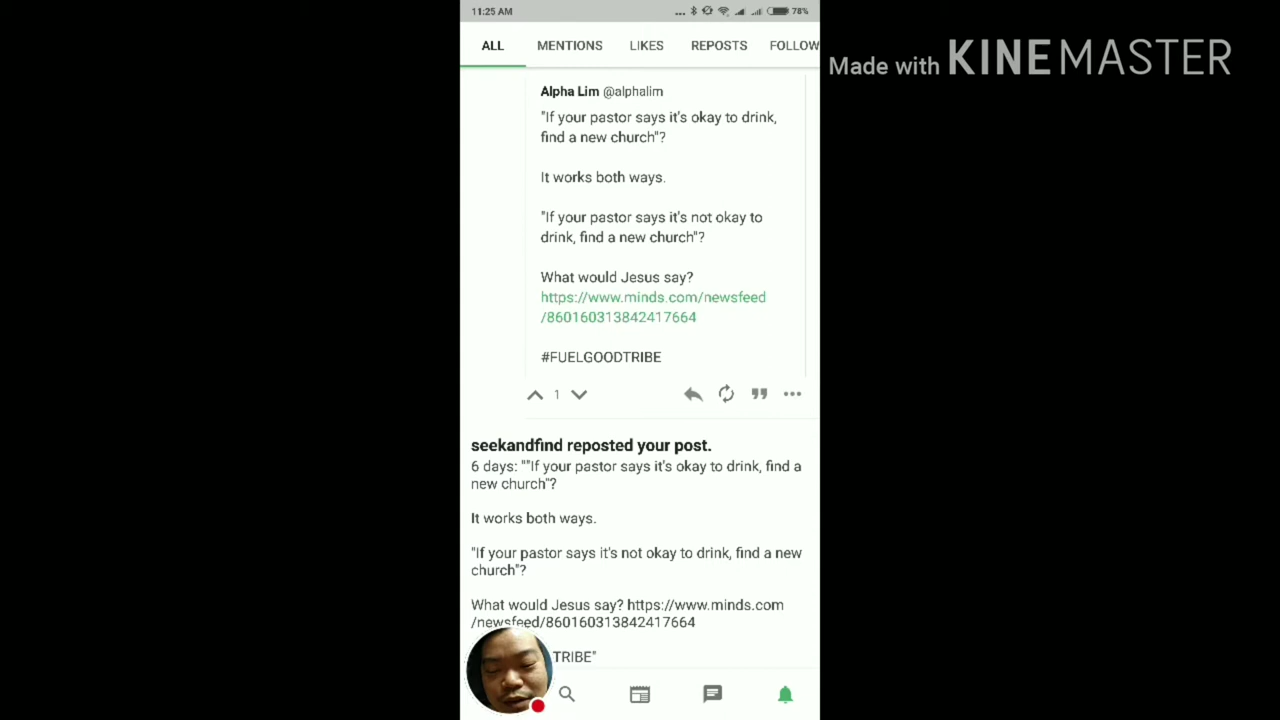 11:25 AM
78%
Made with KINEMASTER
ALL MENTIONS LIKES REPOSTS FOLLOW
Alpha Lim @alphalim
"If your pastor says it's okay to drink,
find a new church"?
It works both ways.
"If your pastor says it's not okay to
drink, find a new church"?
What would Jesus say?
https://www.minds.com/newsfeed
/860160313842417664
#FUELGOODTRIBE
1
seekandfind reposted your post.
6 days: ""If your pastor says it's okay to drink, find a
new church"?
It works both ways.
"If your pastor says it's not okay to drink, find a new
church"?
What would Jesus say? https://www.minds.com
/newsfeed/860160313842417664
TRIBE"